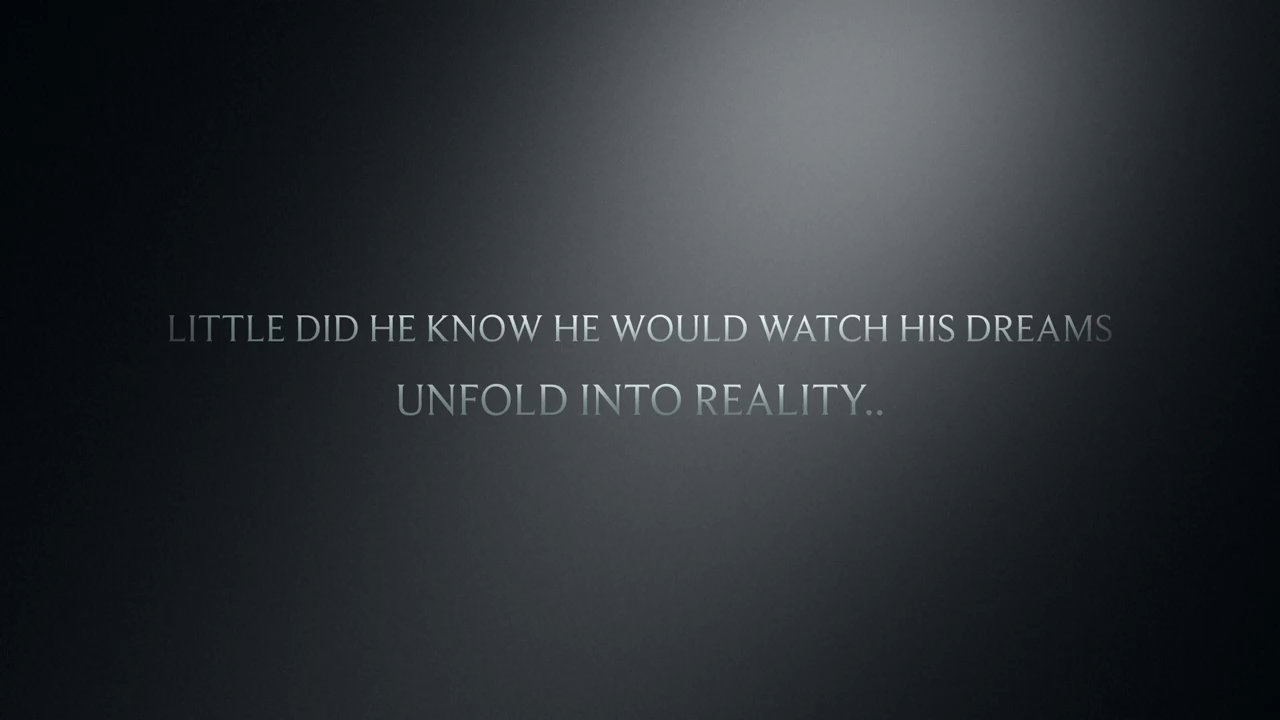 LITTLE DID HE KNOW HE WOULD WATCH HIS DREAMS
UNFOLD INTO REALITY..